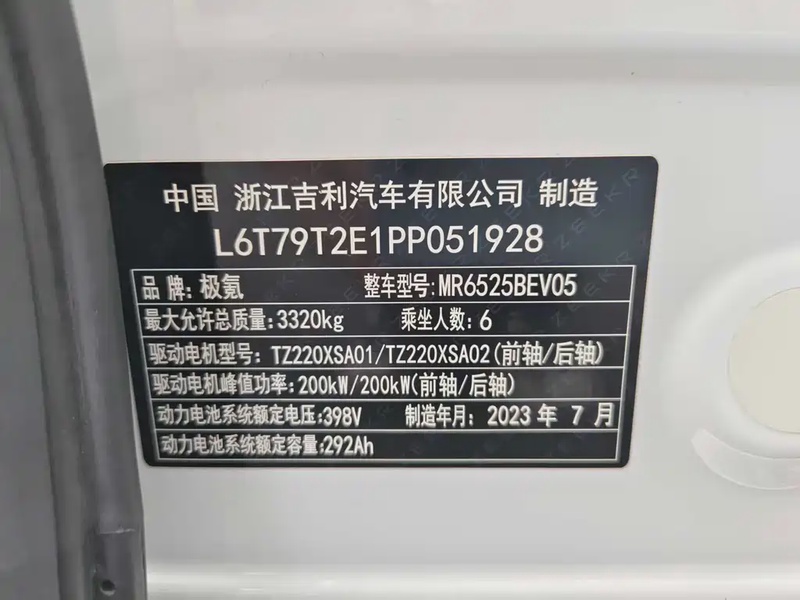 中国 浙江吉利汽车有限公司 制造
L6T79T2E1PP051928
品 牌:极氪 整车型号:MR6525BEV05
最大允许总质量:3320kg 乘坐人数:6
驱动电机型号: TZ220XSA01/TZ220XSA02(前轴/后轴)
驱动电机峰值功率:200kW/200kW(前轴/后轴)
动力电池系统额定电压:398V 制造年月: 2023 年 7 月
动力电池系统额定容量:292Ah
ZEEKR